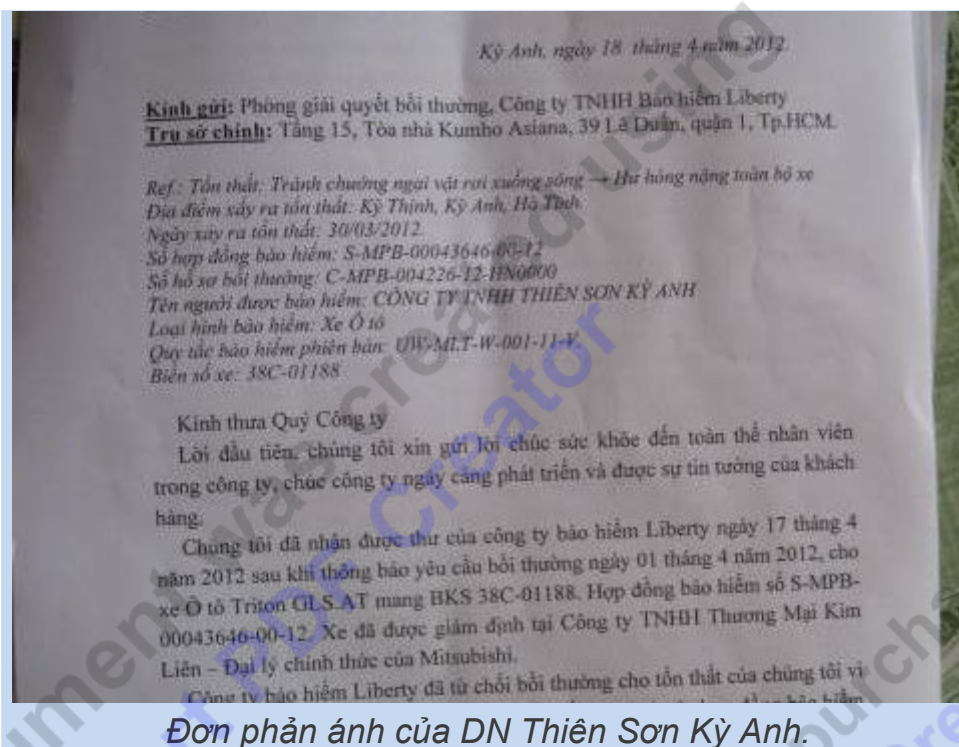 Kỳ Anh, ngày 18 tháng 4 năm 2012.
Kính gửi: Phòng giải quyết bồi thường, Công ty TNHH Bảo hiểm Liberty
Trụ sở chính: Tầng 15, Tòa nhà Kumho Asiana, 39 Lê Duẩn, quận 1, Tp.HCM.
Ref.: Tổn thất: Tránh chướng ngại vật rơi xuống sông → Hư hỏng nặng toàn bộ xe
Địa điểm xảy ra tổn thất: Kỳ Thịnh, Kỳ Anh, Hà Tĩnh.
Ngày xảy ra tổn thất: 30/03/2012.
Số hợp đồng bảo hiểm: S-MPB-00043646-00-12
Số hồ sơ bồi thường: C-MPB-004226-12-HN0000
Tên người được bảo hiểm: CÔNG TY TNHH THIÊN SƠN KỲ ANH
Loại hình bảo hiểm: Xe Ô tô
Quy tắc bảo hiểm phiên bản: UW-MLT-W-001-11-V.
Biển số xe: 38C-01188
Kính thưa Quý Công ty
Lời đầu tiên, chúng tôi xin gửi lời chúc sức khỏe đến toàn thể nhân viên
trong công ty, chúc công ty ngày càng phát triển và được sự tin tưởng của khách
hàng.
Chúng tôi đã nhận được thư của công ty bảo hiểm Liberty ngày 17 tháng 4
năm 2012 sau khi thông báo yêu cầu bồi thường ngày 01 tháng 4 năm 2012, cho
xe Ô tô Triton GLS.AT mang BKS 38C-01188. Hợp đồng bảo hiểm số S-MPB-
00043646-00-12. Xe đã được giám định tại Công ty TNHH Thương Mại Kim
Liên – Đại lý chính thức của Mitsubishi.
Công ty bảo hiểm Liberty đã từ chối bồi thường cho tổn thất của chúng tôi vì
bảo hiểm
Đơn phản ánh của DN Thiên Sơn Kỳ Anh.
ument was created using
t PDF Creator
purcha